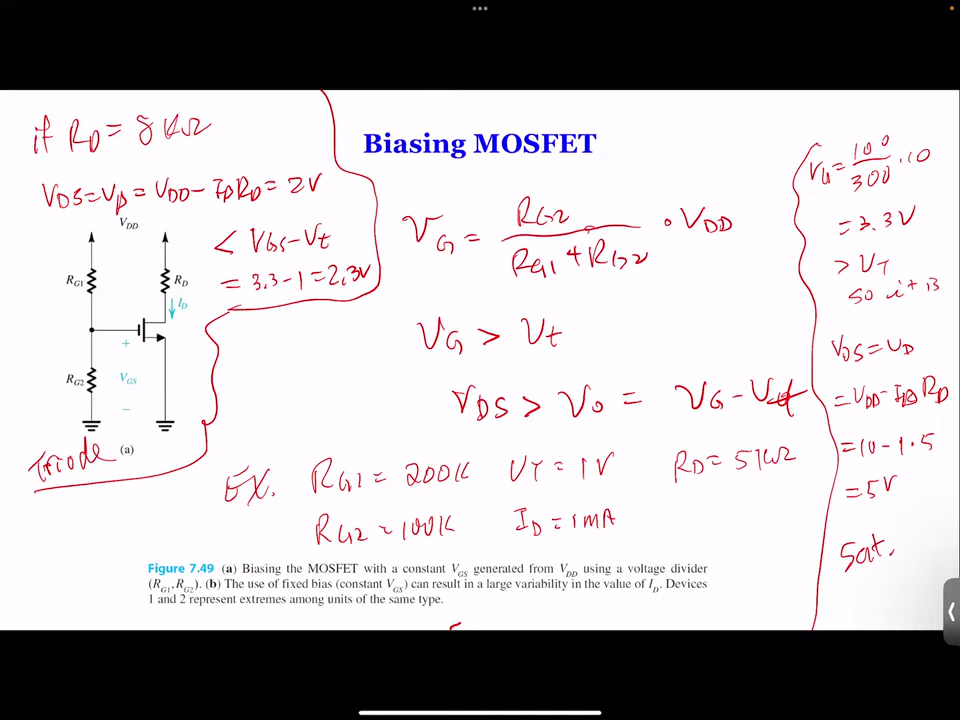 if RD = 8 KΩ
VDS = VD = VDD - IDRD = 2V
< VGS - Vt
= 3.3 - 1 = 2.3V
Biasing MOSFET
VDD
RG1
RD
ID
+
RG2
VGS
−
(a)
Triode
VG = RG2 / RG1 + RG2 · VDD
VG > Vt
VDS > V0 = VG - Vt
EX. RG1 = 200K VT = 1V RD = 5KΩ
RG2 = 100K ID = 1mA
VG = 100 / 300 · 10
= 3.3V
> VT
so it is
VDS = VD
= VDD - IDRD
= 10 - 1·5
= 5V
Sat.
Figure 7.49 (a) Biasing the MOSFET with a constant VGS generated from VDD using a voltage divider
(RG1, RG2). (b) The use of fixed bias (constant VGS) can result in a large variability in the value of ID. Devices
1 and 2 represent extremes among units of the same type.